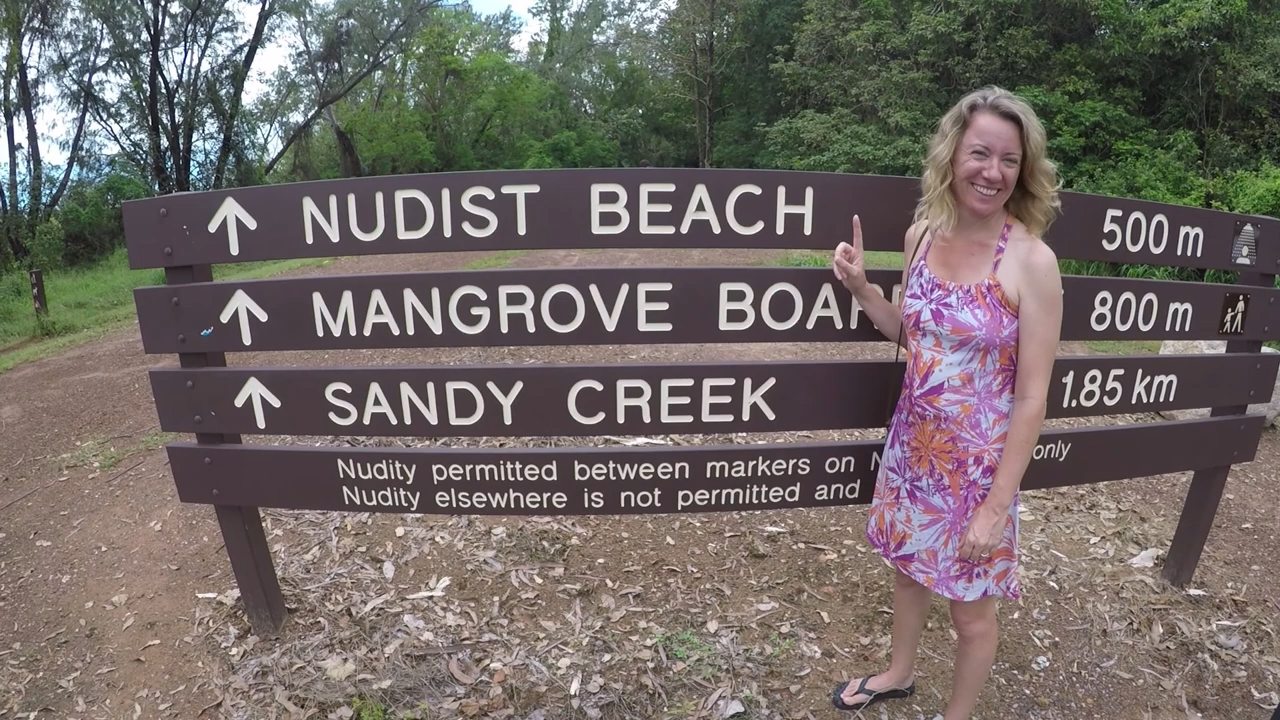 ↑ NUDIST BEACH 500 m
↑ MANGROVE BOAR 800 m
↑ SANDY CREEK 1.85 km
Nudity permitted between markers on N only
Nudity elsewhere is not permitted and